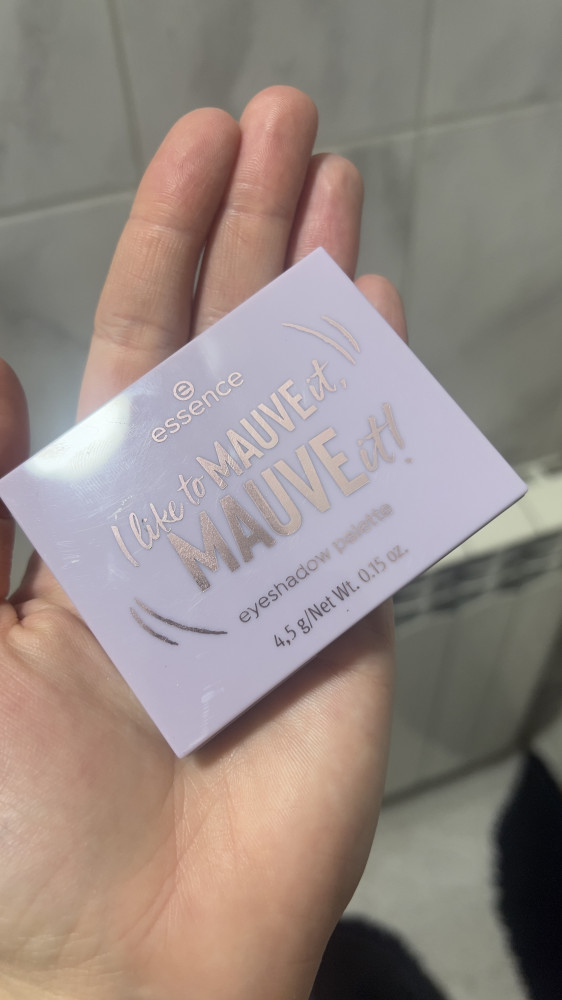 essence
I like to MAUVE it,
MAUVE it!
eyeshadow palette
4,5 g/Net Wt. 0.15 oz.